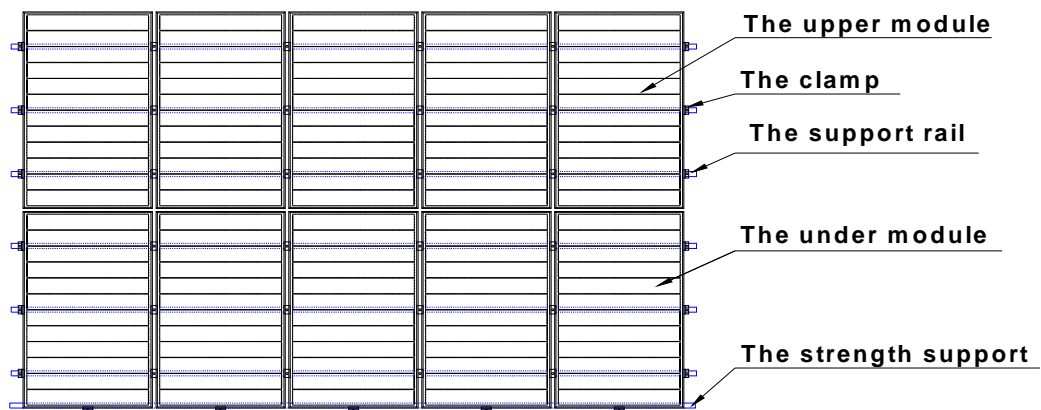 The upper module
The clamp
The support rail
The under module
The strength support